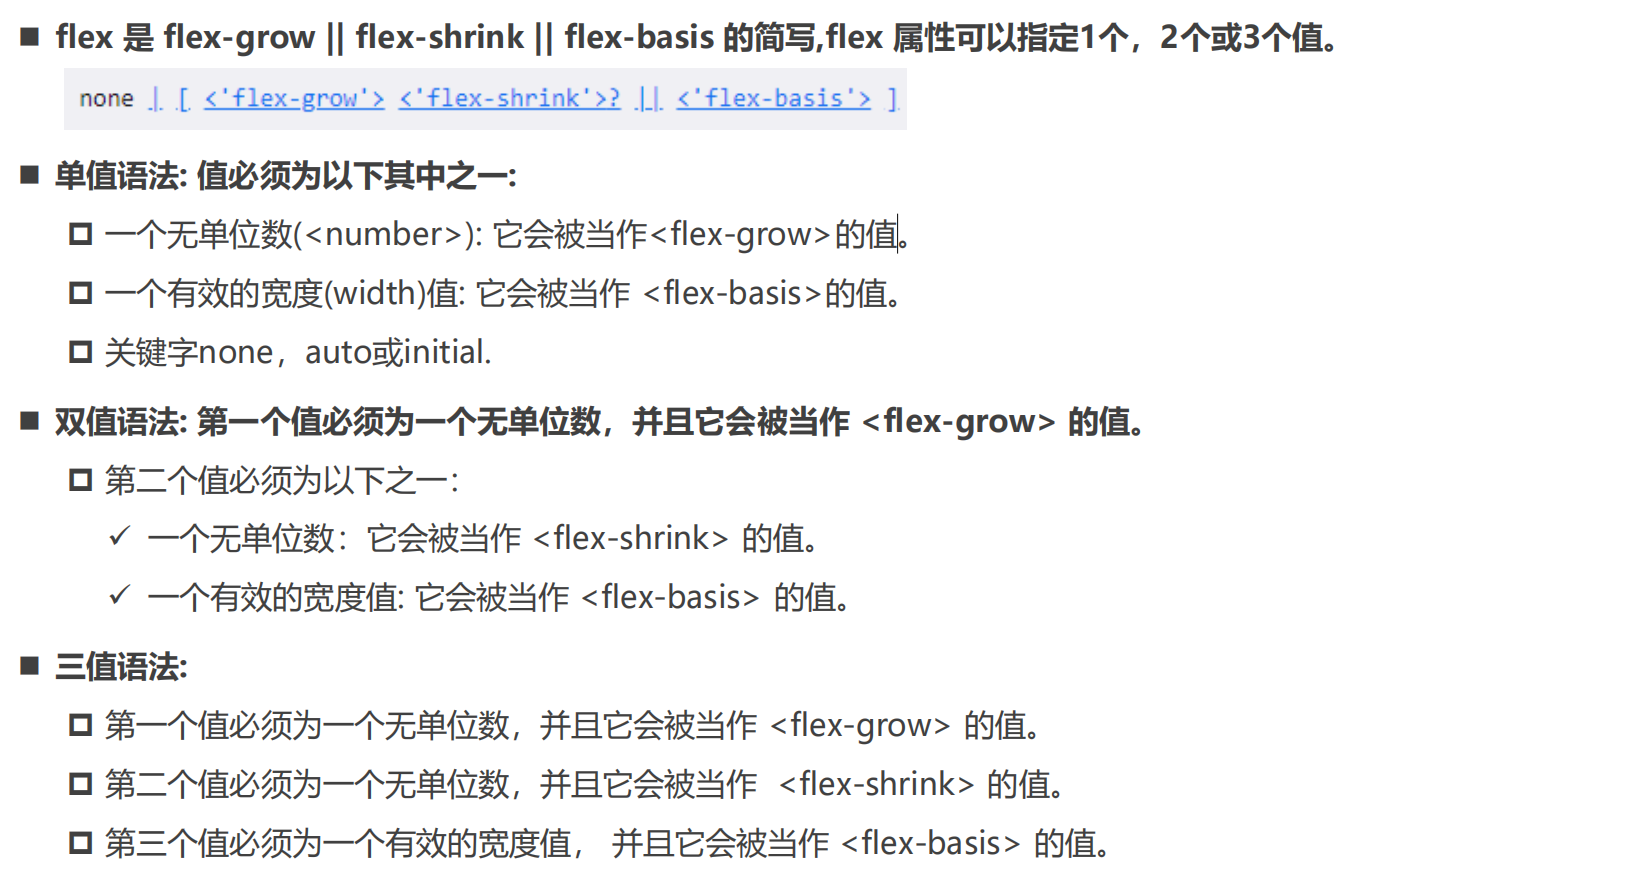 ■ flex 是 flex-grow || flex-shrink || flex-basis 的简写,flex 属性可以指定1个，2个或3个值。
none | [ <'flex-grow'> <'flex-shrink'>? || <'flex-basis'> ]
■ 单值语法: 值必须为以下其中之一:
一个无单位数(<number>): 它会被当作<flex-grow>的值。
一个有效的宽度(width)值: 它会被当作 <flex-basis>的值。
关键字none，auto或initial.
■ 双值语法: 第一个值必须为一个无单位数，并且它会被当作 <flex-grow> 的值。
第二个值必须为以下之一：
✓ 一个无单位数：它会被当作 <flex-shrink> 的值。
✓ 一个有效的宽度值: 它会被当作 <flex-basis> 的值。
■ 三值语法:
第一个值必须为一个无单位数，并且它会被当作 <flex-grow> 的值。
第二个值必须为一个无单位数，并且它会被当作 <flex-shrink> 的值。
第三个值必须为一个有效的宽度值， 并且它会被当作 <flex-basis> 的值。